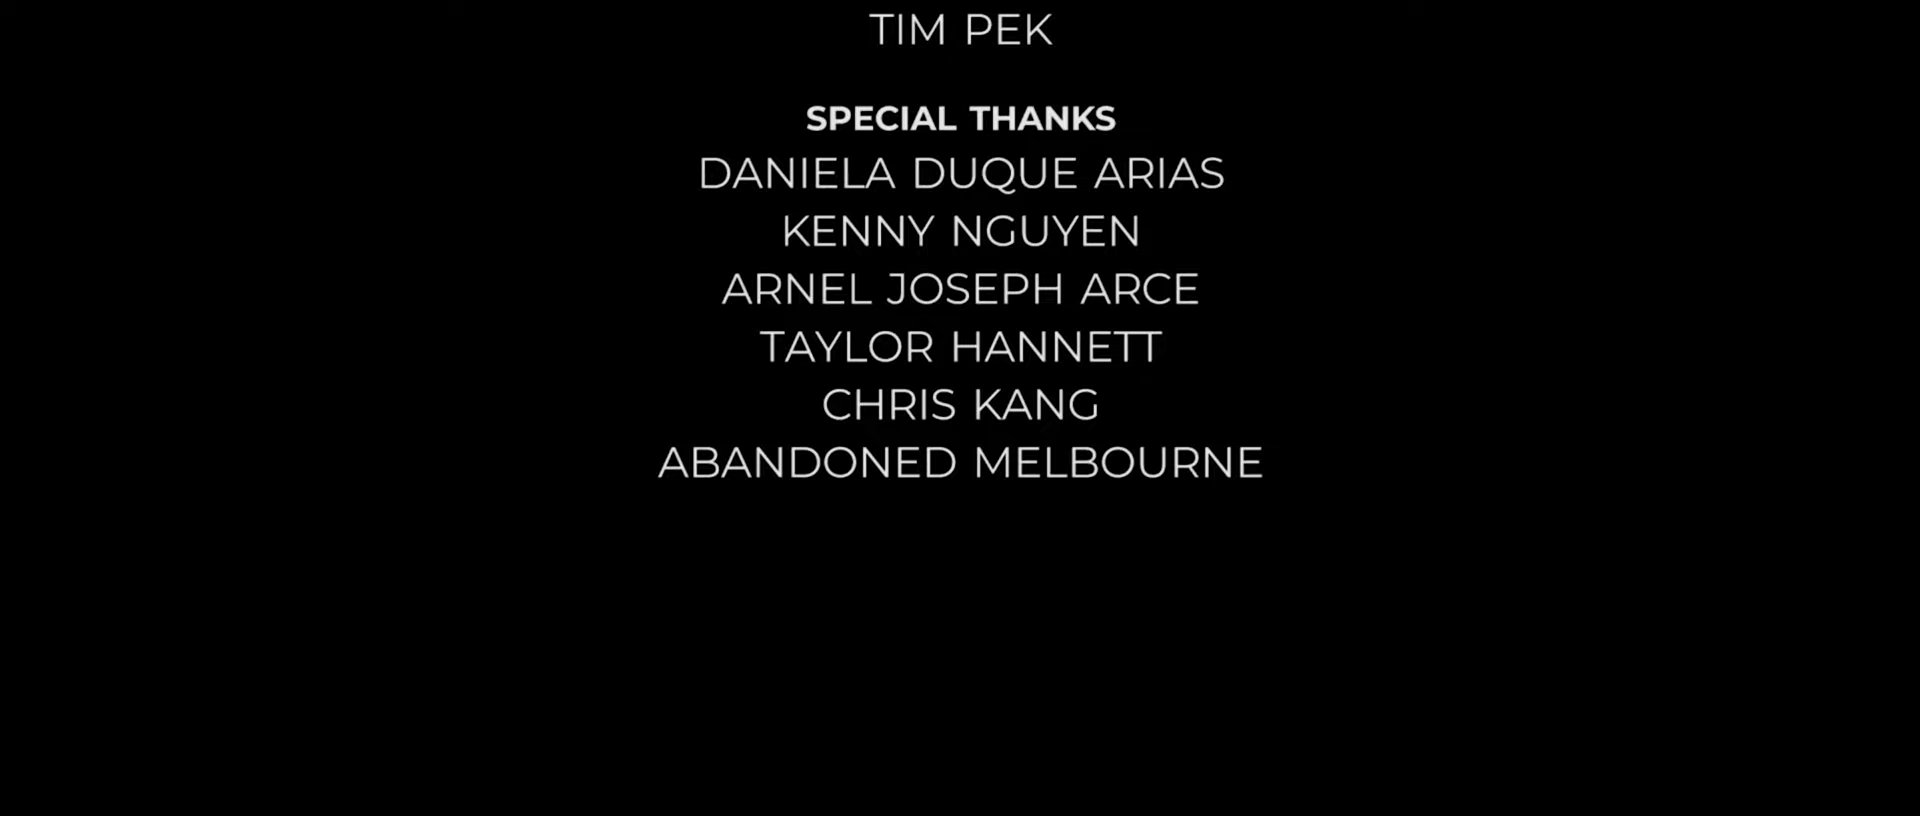 TIM PEK
SPECIAL THANKS
DANIELA DUQUE ARIAS
KENNY NGUYEN
ARNEL JOSEPH ARCE
TAYLOR HANNETT
CHRIS KANG
ABANDONED MELBOURNE